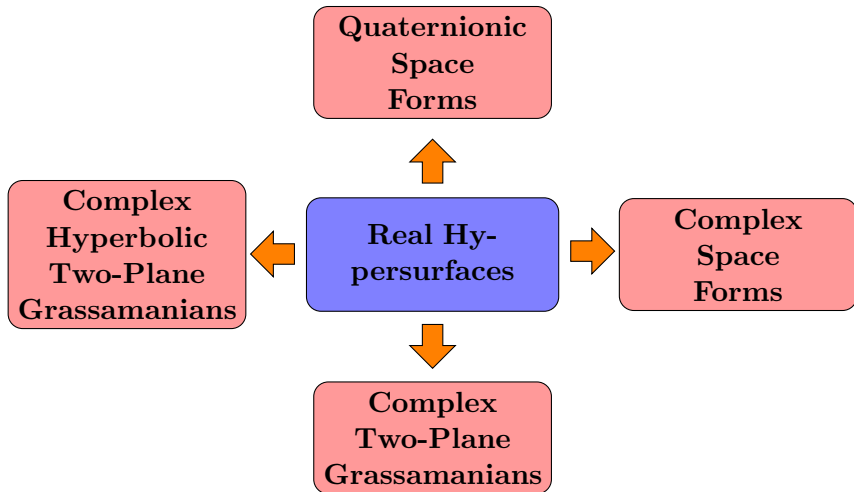 Quaternionic
Space
Forms
Complex
Hyperbolic
Two-Plane
Grassamanians
Real Hy-
persurfaces
Complex
Space
Forms
Complex
Two-Plane
Grassamanians